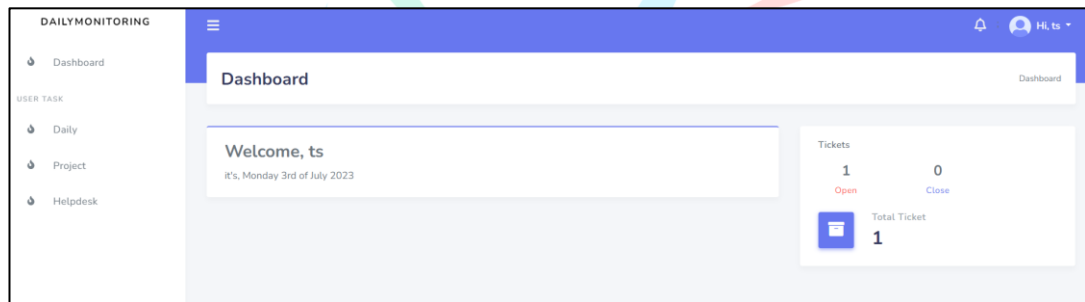 DAILYMONITORING
Hi, ts
Dashboard
USER TASK
Daily
Project
Helpdesk
Dashboard
Dashboard
Welcome, ts
it's, Monday 3rd of July 2023
Tickets
1 0
Open Close
Total Ticket
1